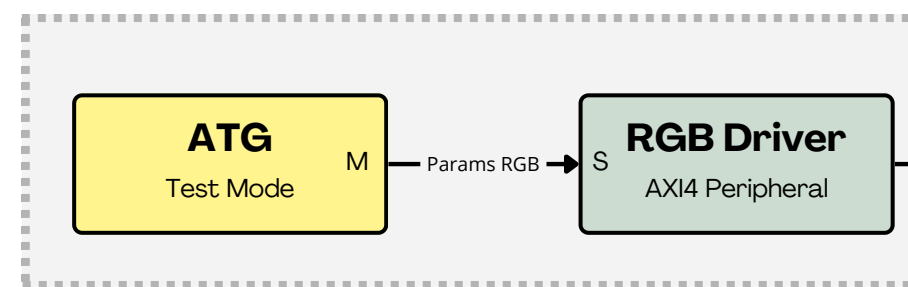 ATG
Test Mode
M
Params RGB
S
RGB Driver
AXI4 Peripheral